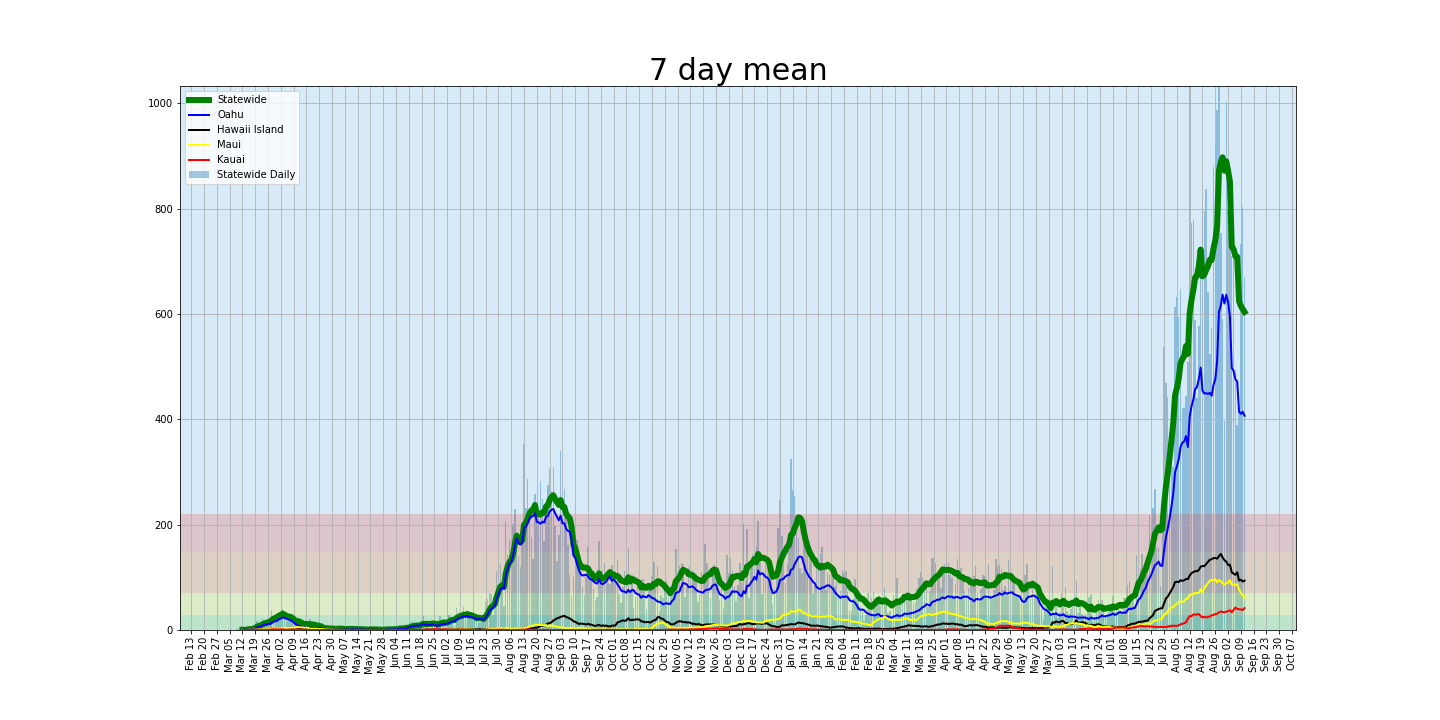 7 day mean
Statewide
Oahu
Hawaii Island
Maui
Kauai
Statewide Daily
1000
800
600
400
200
0
Feb 13
Feb 20
Feb 27
Mar 05
Mar 12
Mar 19
Mar 26
Apr 02
Apr 09
Apr 16
Apr 23
Apr 30
May 07
May 14
May 21
May 28
Jun 04
Jun 11
Jun 18
Jun 25
Jul 02
Jul 09
Jul 16
Jul 23
Jul 30
Aug 06
Aug 13
Aug 20
Aug 27
Sep 03
Sep 10
Sep 17
Sep 24
Oct 01
Oct 08
Oct 15
Oct 22
Oct 29
Nov 05
Nov 12
Nov 19
Nov 26
Dec 03
Dec 10
Dec 17
Dec 24
Dec 31
Jan 07
Jan 14
Jan 21
Jan 28
Feb 04
Feb 11
Feb 18
Feb 25
Mar 04
Mar 11
Mar 18
Mar 25
Apr 01
Apr 08
Apr 15
Apr 22
Apr 29
May 06
May 13
May 20
May 27
Jun 03
Jun 10
Jun 17
Jun 24
Jul 01
Jul 08
Jul 15
Jul 22
Jul 29
Aug 05
Aug 12
Aug 19
Aug 26
Sep 02
Sep 09
Sep 16
Sep 23
Sep 30
Oct 07